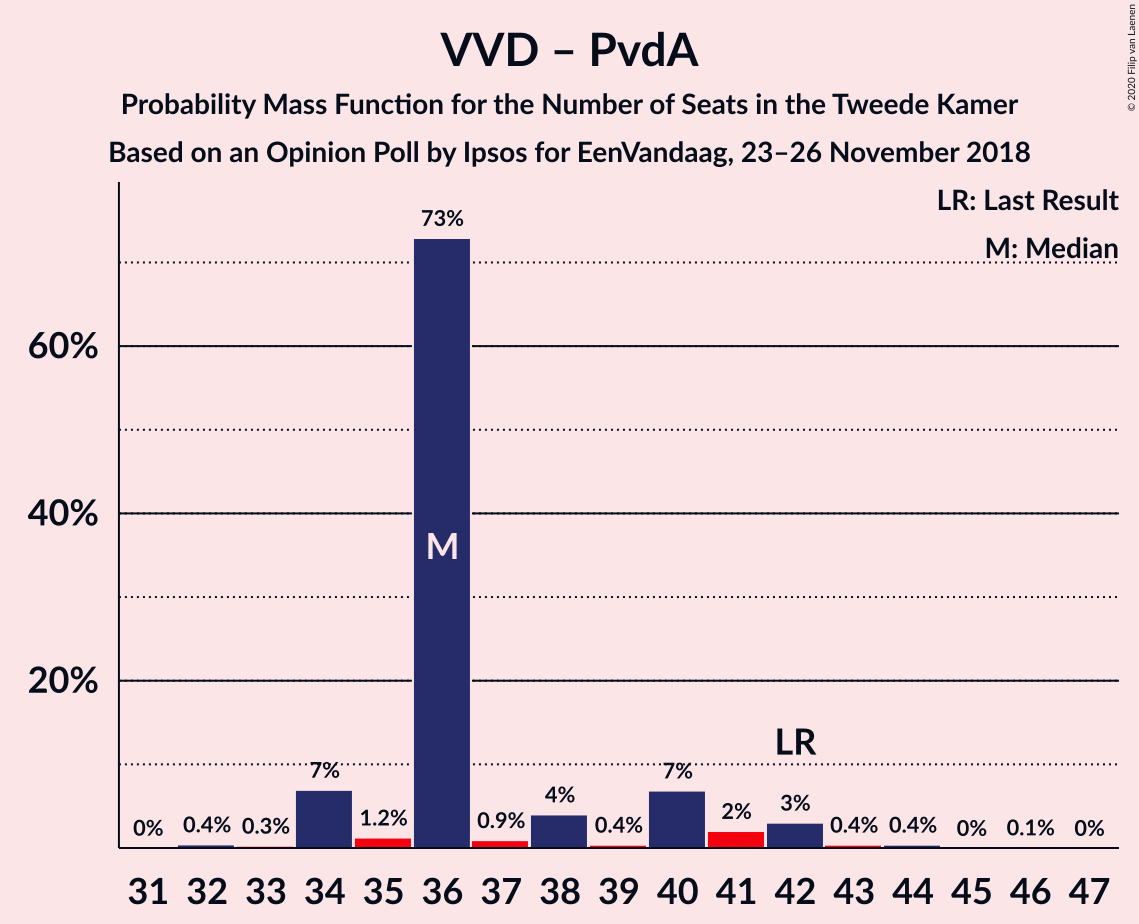 VVD – PvdA
Probability Mass Function for the Number of Seats in the Tweede Kamer
Based on an Opinion Poll by Ipsos for EenVandaag, 23–26 November 2018
© 2020 Filip van Laenen
LR: Last Result
M: Median
60%
40%
20%
0%
0.4%
0.3%
7%
1.2%
73%
M
0.9%
4%
0.4%
7%
2%
LR
3%
0.4%
0.4%
0%
0.1%
0%
31 32 33 34 35 36 37 38 39 40 41 42 43 44 45 46 47